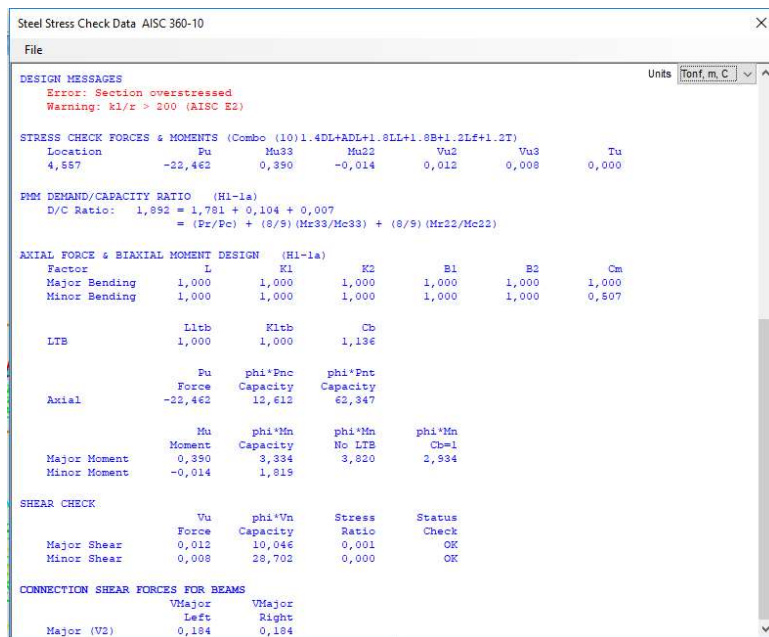 Steel Stress Check Data AISC 360-10
File
Units Tonf, m, C
DESIGN MESSAGES
Error: Section overstressed
Warning: kl/r > 200 (AISC E2)
STRESS CHECK FORCES & MOMENTS (Combo (10)1.4DL+ADL+1.8LL+1.8B+1.2Lf+1.2T)
Location Pu Mu33 Mu22 Vu2 Vu3 Tu
4,557 -22,462 0,390 -0,014 0,012 0,008 0,000
PMM DEMAND/CAPACITY RATIO (H1-1a)
D/C Ratio: 1,892 = 1,781 + 0,104 + 0,007
= (Pr/Pc) + (8/9)(Mr33/Mc33) + (8/9)(Mr22/Mc22)
AXIAL FORCE & BIAXIAL MOMENT DESIGN (H1-1a)
Factor L K1 K2 B1 B2 Cm
Major Bending 1,000 1,000 1,000 1,000 1,000 1,000
Minor Bending 1,000 1,000 1,000 1,000 1,000 0,507
Lltb Kltb Cb
LTB 1,000 1,000 1,136
Pu phi*Pnc phi*Pnt
Force Capacity Capacity
Axial -22,462 12,612 62,347
Mu phi*Mn phi*Mn phi*Mn
Moment Capacity No LTB Cb=1
Major Moment 0,390 3,334 3,820 2,934
Minor Moment -0,014 1,819
SHEAR CHECK
Vu phi*Vn Stress Status
Force Capacity Ratio Check
Major Shear 0,012 10,046 0,001 OK
Minor Shear 0,008 28,702 0,000 OK
CONNECTION SHEAR FORCES FOR BEAMS
VMajor VMajor
Left Right
Major (V2) 0,184 0,184